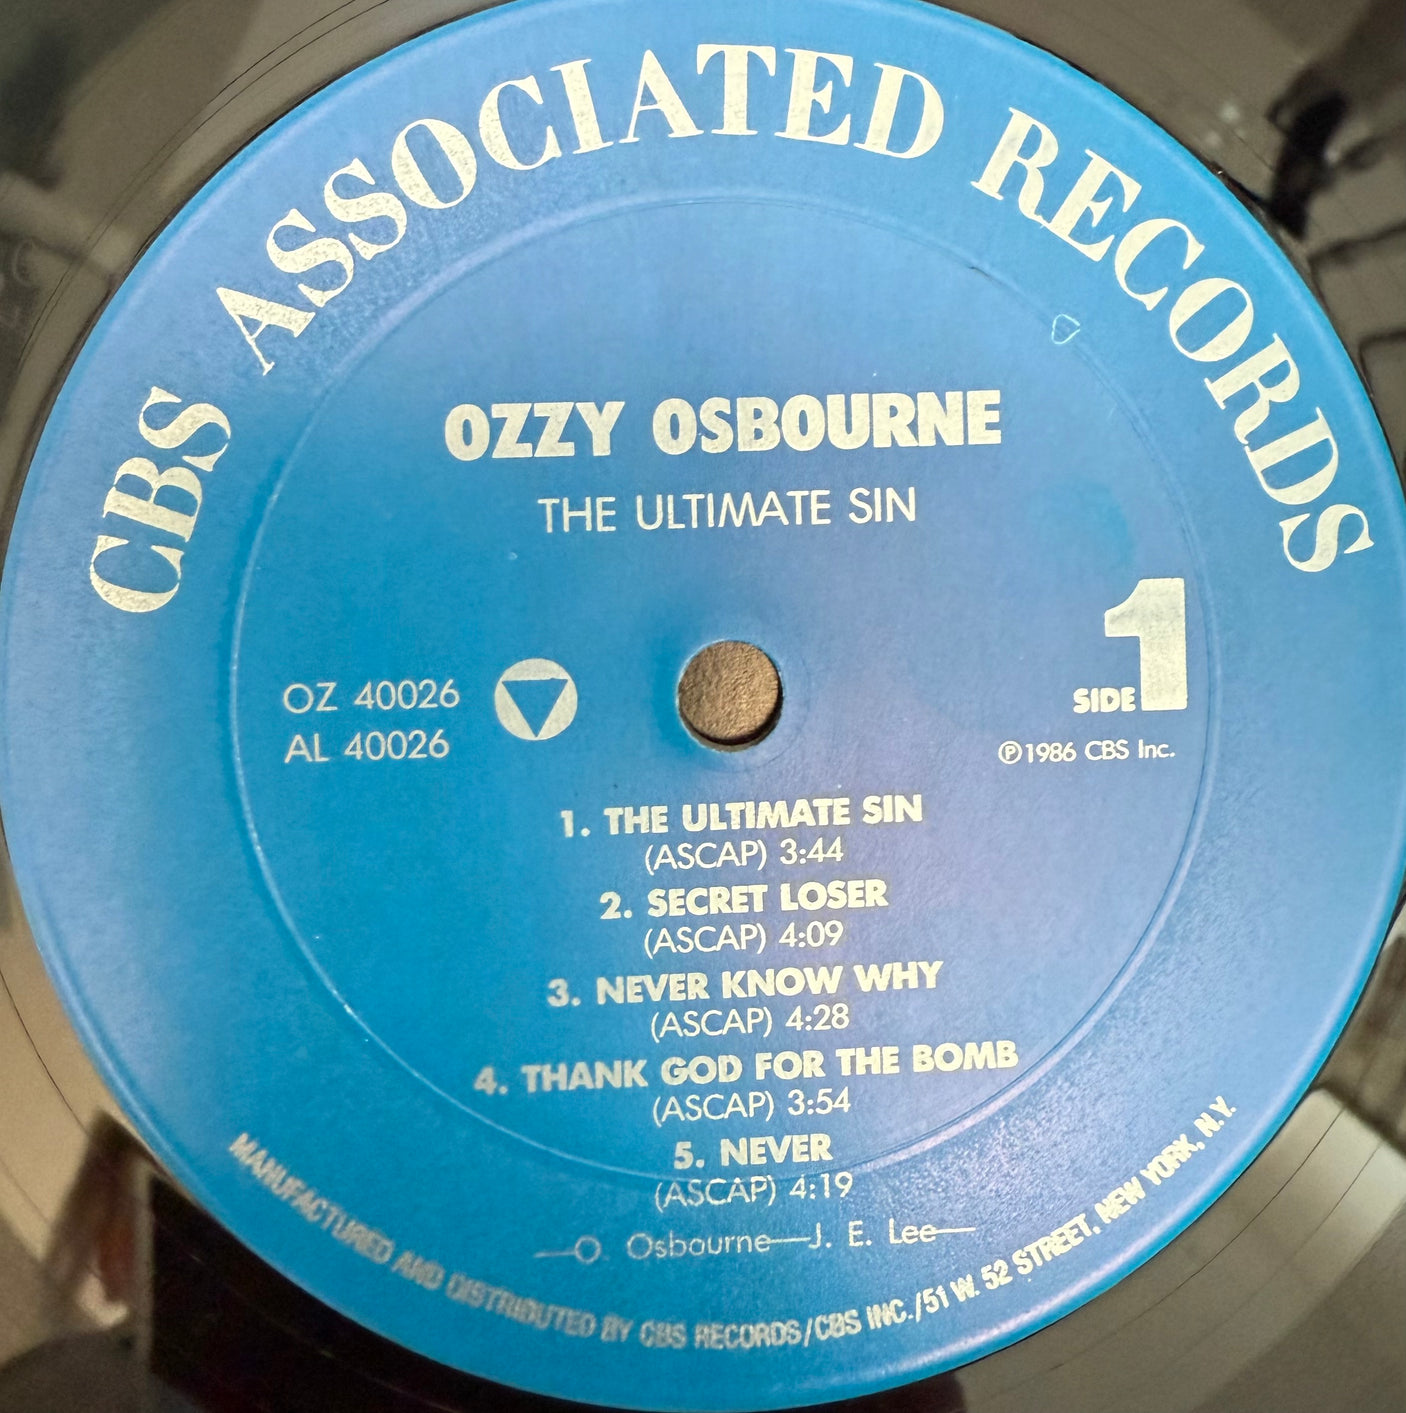 CBS ASSOCIATED RECORDS
OZZY OSBOURNE
THE ULTIMATE SIN
SIDE 1
OZ 40026
AL 40026
℗1986 CBS Inc.
1. THE ULTIMATE SIN
(ASCAP) 3:44
2. SECRET LOSER
(ASCAP) 4:09
3. NEVER KNOW WHY
(ASCAP) 4:28
4. THANK GOD FOR THE BOMB
(ASCAP) 3:54
5. NEVER
(ASCAP) 4:19
—O. Osbourne—J. E. Lee—
MANUFACTURED AND DISTRIBUTED BY CBS RECORDS/CBS INC./51 W. 52 STREET, NEW YORK, N.Y.